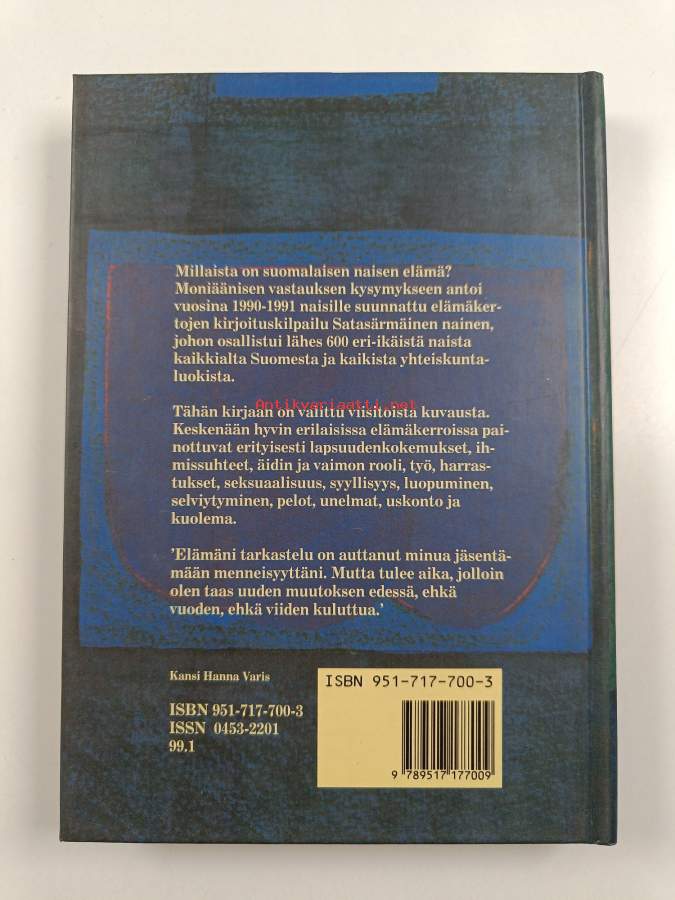 Millaista on suomalaisen naisen elämä?
Moniäänisen vastauksen kysymykseen antoi
vuosina 1990-1991 naisille suunnattu elämäker-
tojen kirjoituskilpailu Satasärmäinen nainen,
johon osallistui lähes 600 eri-ikäistä naista
kaikkialta Suomesta ja kaikista yhteiskunta-
luokista.
Antikvariaatti.net
Tähän kirjaan on valittu viisitoista kuvausta.
Keskenään hyvin erilaisissa elämäkerroissa pai-
nottuvat erityisesti lapsuudenkokemukset, ih-
missuhteet, äidin ja vaimon rooli, työ, harras-
tukset, seksuaalisuus, syyllisyys, luopuminen,
selviytyminen, pelot, unelmat, uskonto ja
kuolema.
'Elämäni tarkastelu on auttanut minua jäsentä-
mään menneisyyttäni. Mutta tulee aika, jolloin
olen taas uuden muutoksen edessä, ehkä
vuoden, ehkä viiden kuluttua.'
Kansi Hanna Varis
ISBN 951-717-700-3
ISSN 0453-2201
99.1
ISBN 951-717-700-3
9 789517 177009